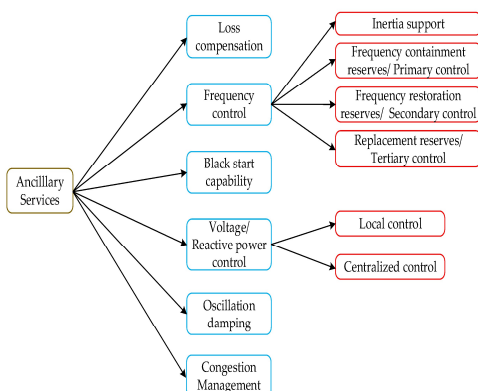 Ancilllary
Services
Loss
compensation
Frequency
control
Black start
capability
Voltage/
Reactive power
control
Oscillation
damping
Congestion
Management
Inertia support
Frequency containment
reserves/ Primary control
Frequency restoration
reserves/ Secondary control
Replacement reserves/
Tertiary control
Local control
Centralized control